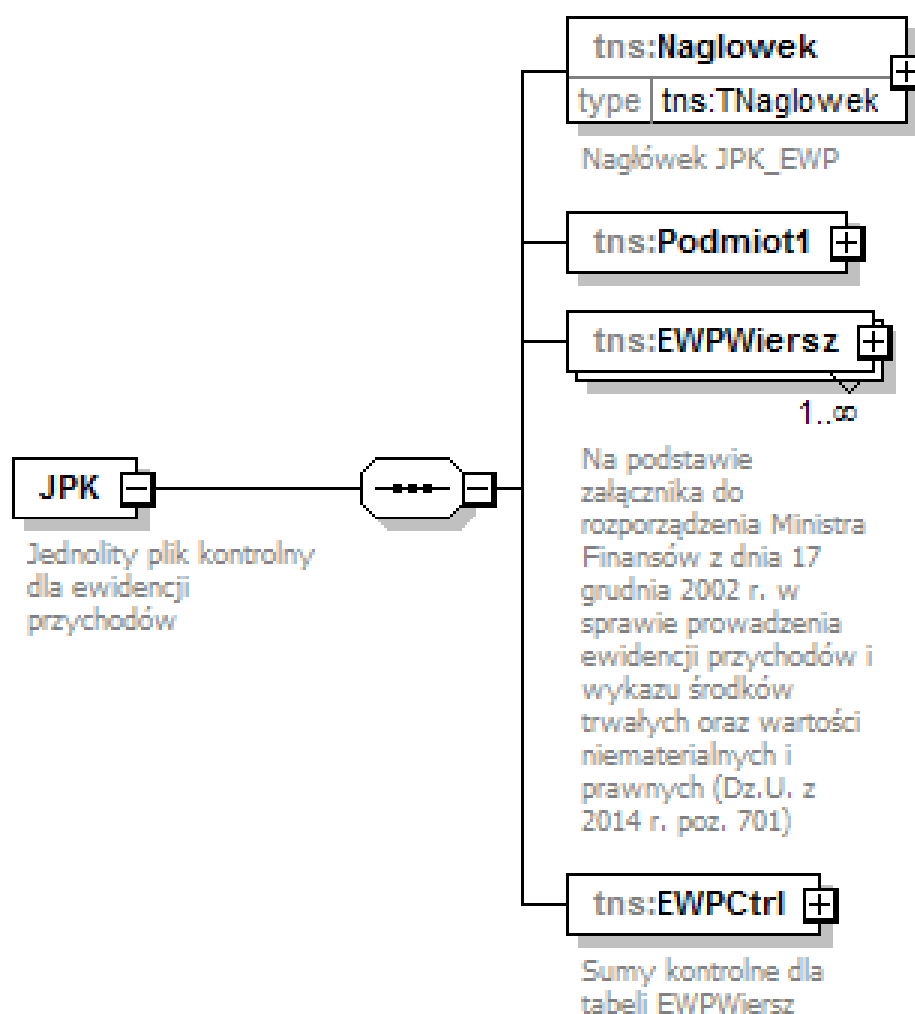 tns:Naglowek
type tns:TNaglowek
Nagłówek JPK_EWP
tns:Podmiot1
tns:EWPWiersz
1..∞
Na podstawie
załącznika do
rozporządzenia Ministra
Finansów z dnia 17
grudnia 2002 r. w
sprawie prowadzenia
ewidencji przychodów i
wykazu środków
trwałych oraz wartości
niematerialnych i
prawnych (Dz.U. z
2014 r. poz. 701)
JPK
Jednolity plik kontrolny
dla ewidencji
przychodów
tns:EWPCtrl
Sumy kontrolne dla
tabeli EWPWiersz